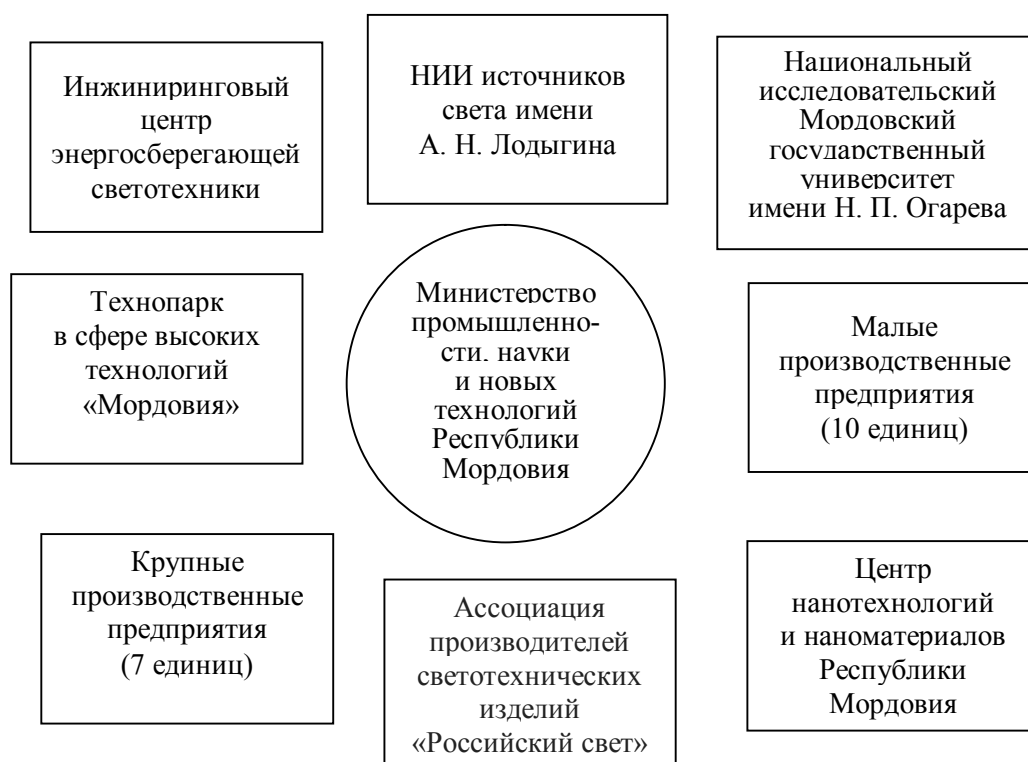 Инжиниринговый
центр
энергосберегающей
светотехники
НИИ источников
света имени
А. Н. Лодыгина
Национальный
исследовательский
Мордовский
государственный
университет
имени Н. П. Огарева
Технопарк
в сфере высоких
технологий
«Мордовия»
Министерство
промышленно-
сти, науки
и новых
технологий
Республики
Мордовия
Малые
производственные
предприятия
(10 единиц)
Крупные
производственные
предприятия
(7 единиц)
Ассоциация
производителей
светотехнических
изделий
«Российский свет»
Центр
нанотехнологий
и наноматериалов
Республики
Мордовия